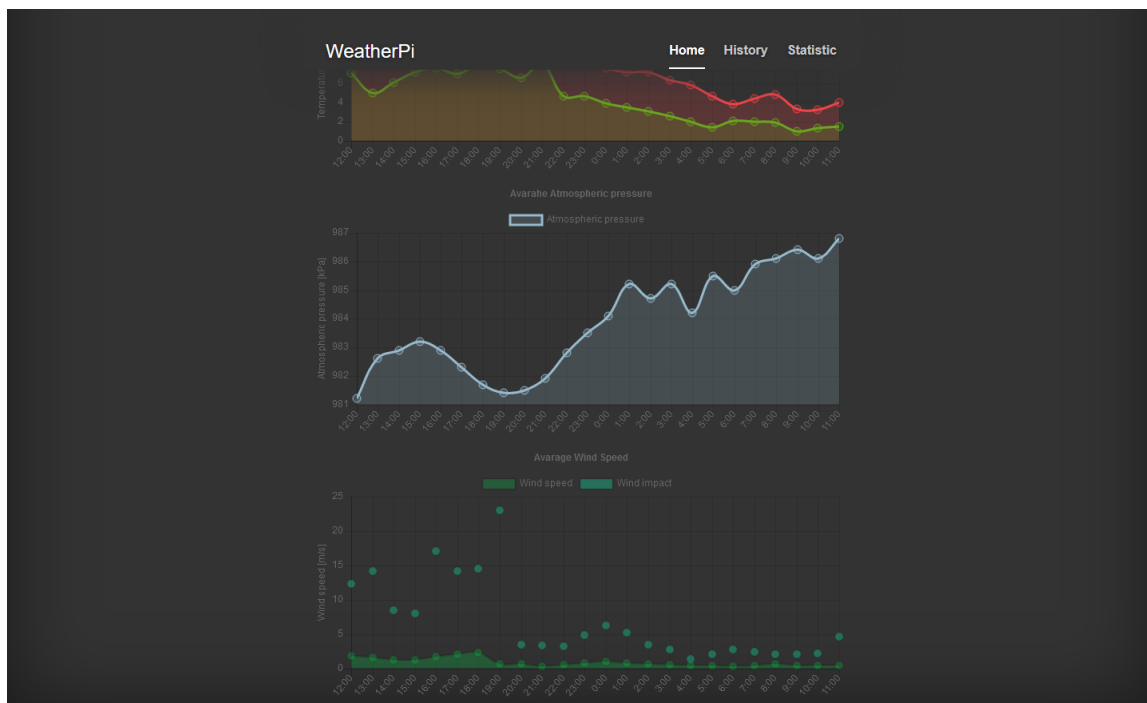 WeatherPi
Home History Statistic
Temperatur
6
4
2
0
12:00 13:00 14:00 15:00 16:00 17:00 18:00 19:00 20:00 21:00 22:00 23:00 0:00 1:00 2:00 3:00 4:00 5:00 6:00 7:00 8:00 9:00 10:00 11:00
Avarahe Atmospheric pressure
Atmospheric pressure
Atmospheric pressure [kPa]
987
986
985
984
983
982
981
12:00 13:00 14:00 15:00 16:00 17:00 18:00 19:00 20:00 21:00 22:00 23:00 0:00 1:00 2:00 3:00 4:00 5:00 6:00 7:00 8:00 9:00 10:00 11:00
Avarage Wind Speed
Wind speed Wind impact
Wind speed [m/s]
25
20
15
10
5
0
12:00 13:00 14:00 15:00 16:00 17:00 18:00 19:00 20:00 21:00 22:00 23:00 0:00 1:00 2:00 3:00 4:00 5:00 6:00 7:00 8:00 9:00 10:00 11:00